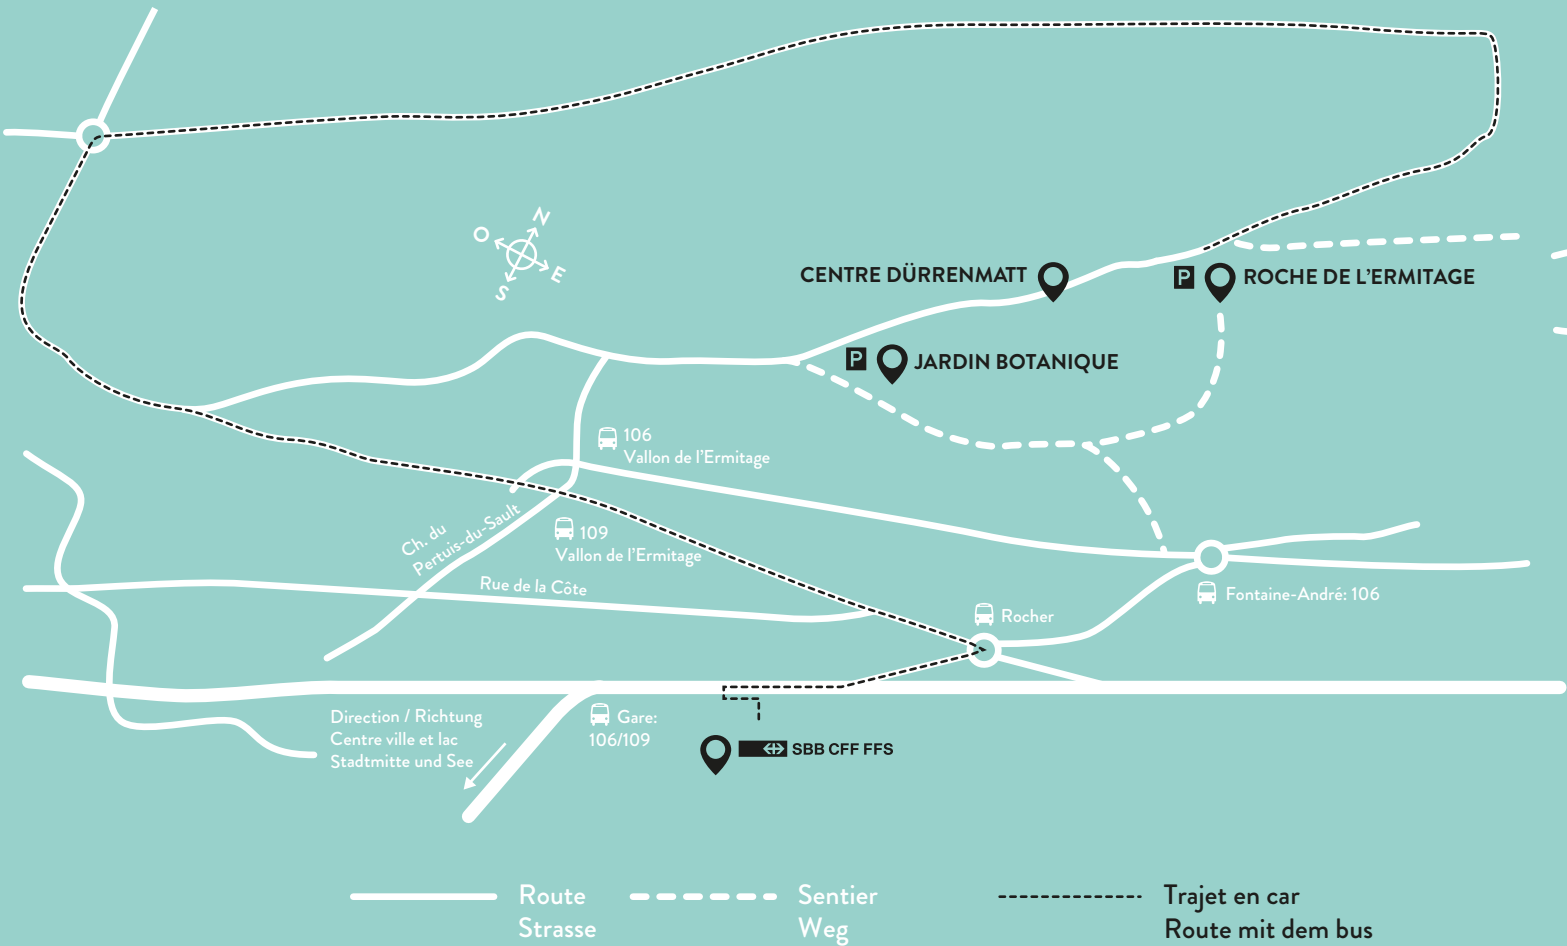 N
O
E
S
CENTRE DÜRRENMATT
P
ROCHE DE L'ERMITAGE
P
JARDIN BOTANIQUE
106
Vallon de l'Ermitage
Ch. du
Pertuis-du-Sault
109
Vallon de l'Ermitage
Rue de la Côte
Fontaine-André: 106
Rocher
Direction / Richtung
Centre ville et lac
Stadtmitte und See
Gare:
106/109
SBB CFF FFS
Route
Strasse
Sentier
Weg
Trajet en car
Route mit dem bus